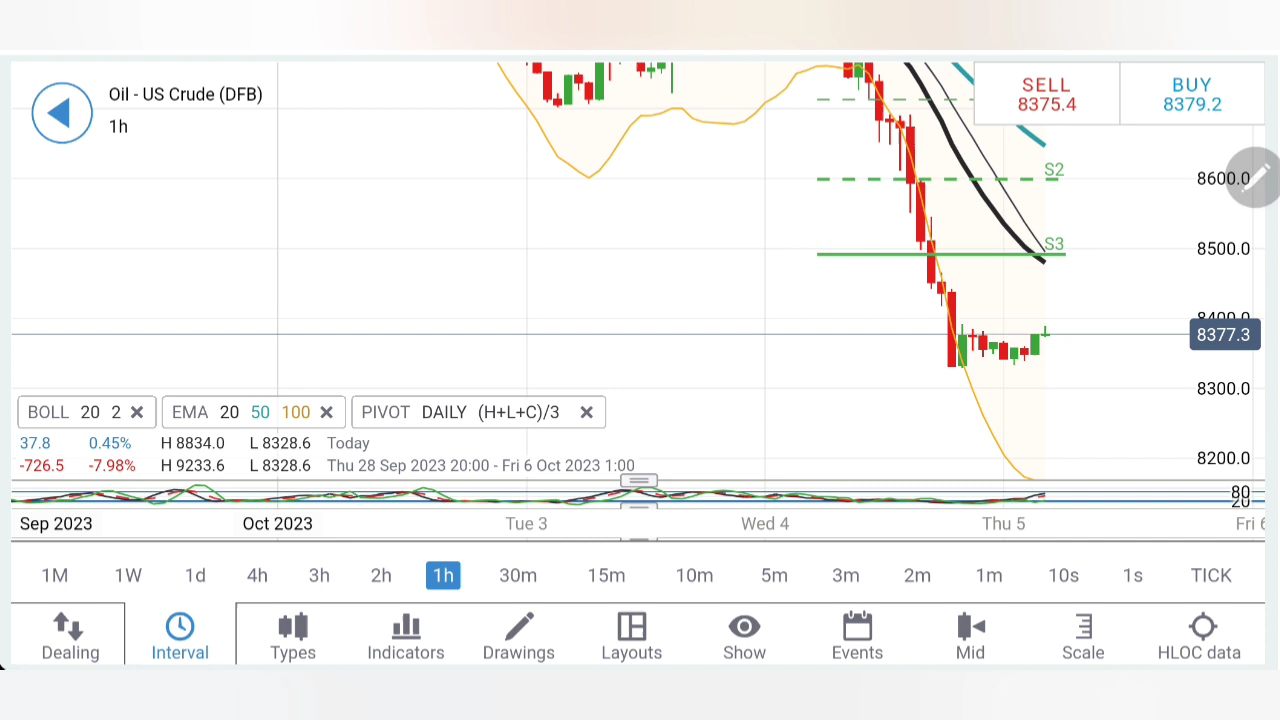 Oil - US Crude (DFB)
1h
SELL
8375.4
BUY
8379.2
S2
8600.0
S3
8500.0
8400.0
8377.3
8300.0
BOLL 20 2
EMA 20 50 100
PIVOT DAILY (H+L+C)/3
37.8 0.45% H 8834.0 L 8328.6 Today
-726.5 -7.98% H 9233.6 L 8328.6 Thu 28 Sep 2023 20:00 - Fri 6 Oct 2023 1:00
8200.0
80
20
Sep 2023 Oct 2023 Tue 3 Wed 4 Thu 5 Fri 6
1M 1W 1d 4h 3h 2h 1h 30m 15m 10m 5m 3m 2m 1m 10s 1s TICK
Dealing Interval Types Indicators Drawings Layouts Show Events Mid Scale HLOC data